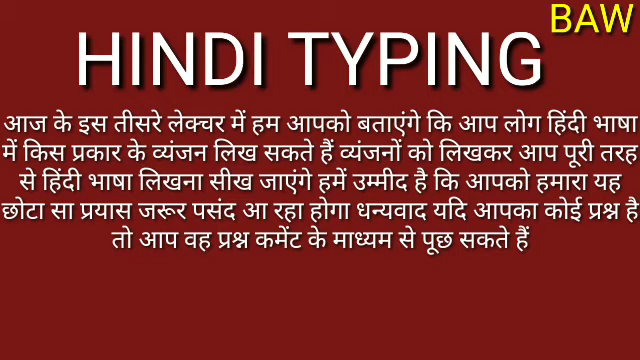 BAW
HINDI TYPING
आज के इस तीसरे लेक्चर में हम आपको बताएंगे कि आप लोग हिंदी भाषा
में किस प्रकार के व्यंजन लिख सकते हैं व्यंजनों को लिखकर आप पूरी तरह
से हिंदी भाषा लिखना सीख जाएंगे हमें उम्मीद है कि आपको हमारा यह
छोटा सा प्रयास जरूर पसंद आ रहा होगा धन्यवाद यदि आपका कोई प्रश्न है
तो आप वह प्रश्न कमेंट के माध्यम से पूछ सकते हैं